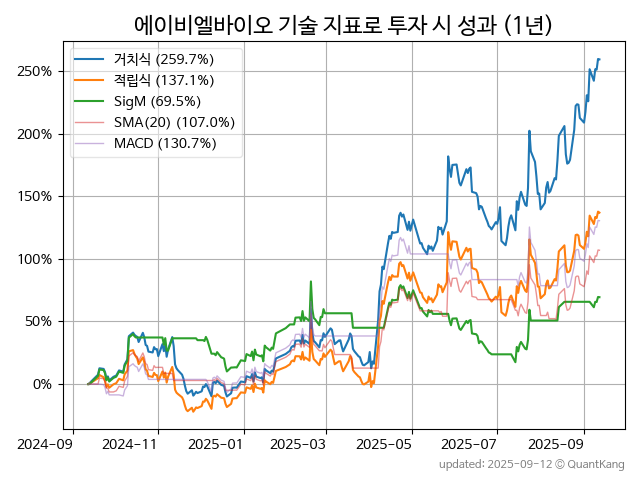 에이비엘바이오 기술 지표로 투자 시 성과 (1년)
거치식 (259.7%)
적립식 (137.1%)
SigM (69.5%)
SMA(20) (107.0%)
MACD (130.7%)
250%
200%
150%
100%
50%
0%
2024-09 2024-11 2025-01 2025-03 2025-05 2025-07 2025-09
updated: 2025-09-12 © QuantKang